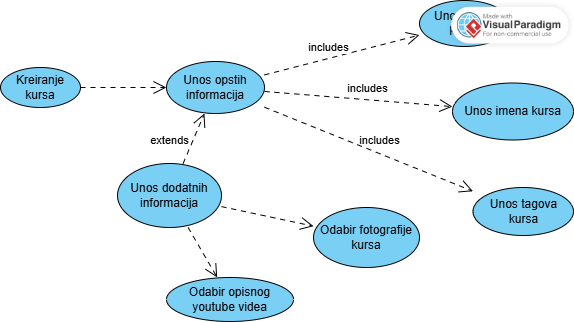 Made with
Visual Paradigm
For non-commercial use
Uno
includes
Kreiranje
kursa
Unos opstih
informacija
includes
Unos imena kursa
extends
includes
Unos dodatnih
informacija
Unos tagova
kursa
Odabir fotografije
kursa
Odabir opisnog
youtube videa